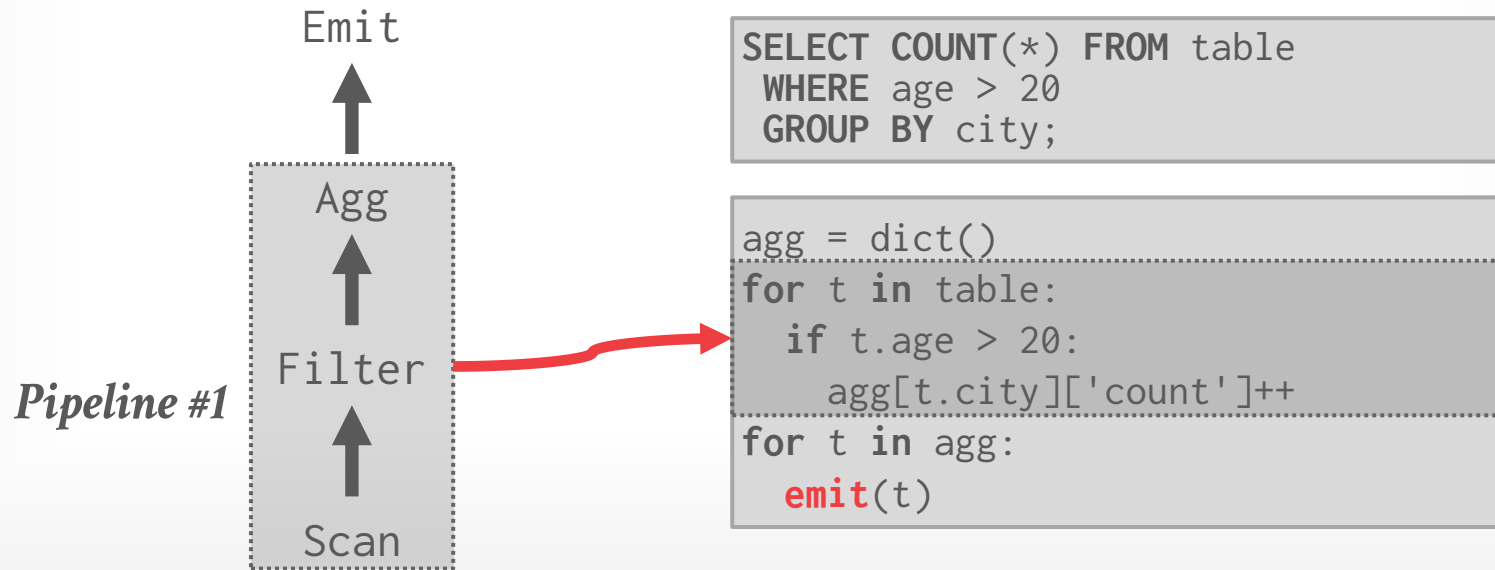 Emit
Agg
Filter
Pipeline #1
Scan
SELECT COUNT(*) FROM table
WHERE age > 20
GROUP BY city;
agg = dict()
for t in table:
if t.age > 20:
agg[t.city]['count']++
for t in agg:
emit(t)